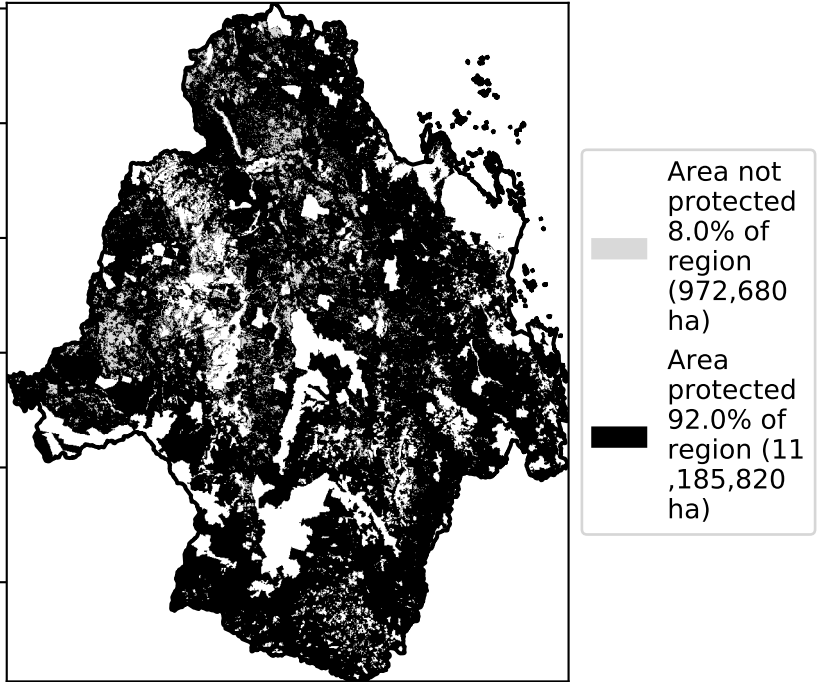 Area not
protected
8.0% of
region
(972,680
ha)
Area
protected
92.0% of
region (11
,185,820
ha)